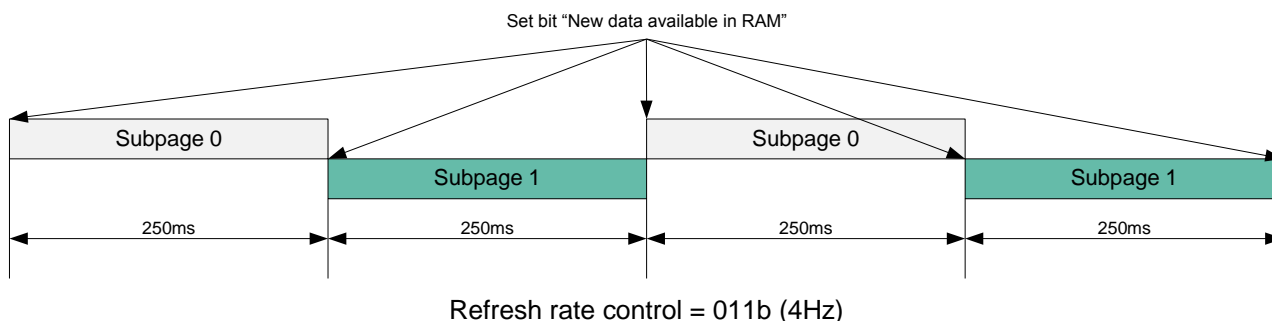 Set bit “New data available in RAM”
Subpage 0
Subpage 0
Subpage 1
Subpage 1
250ms
250ms
250ms
250ms
Refresh rate control = 011b (4Hz)